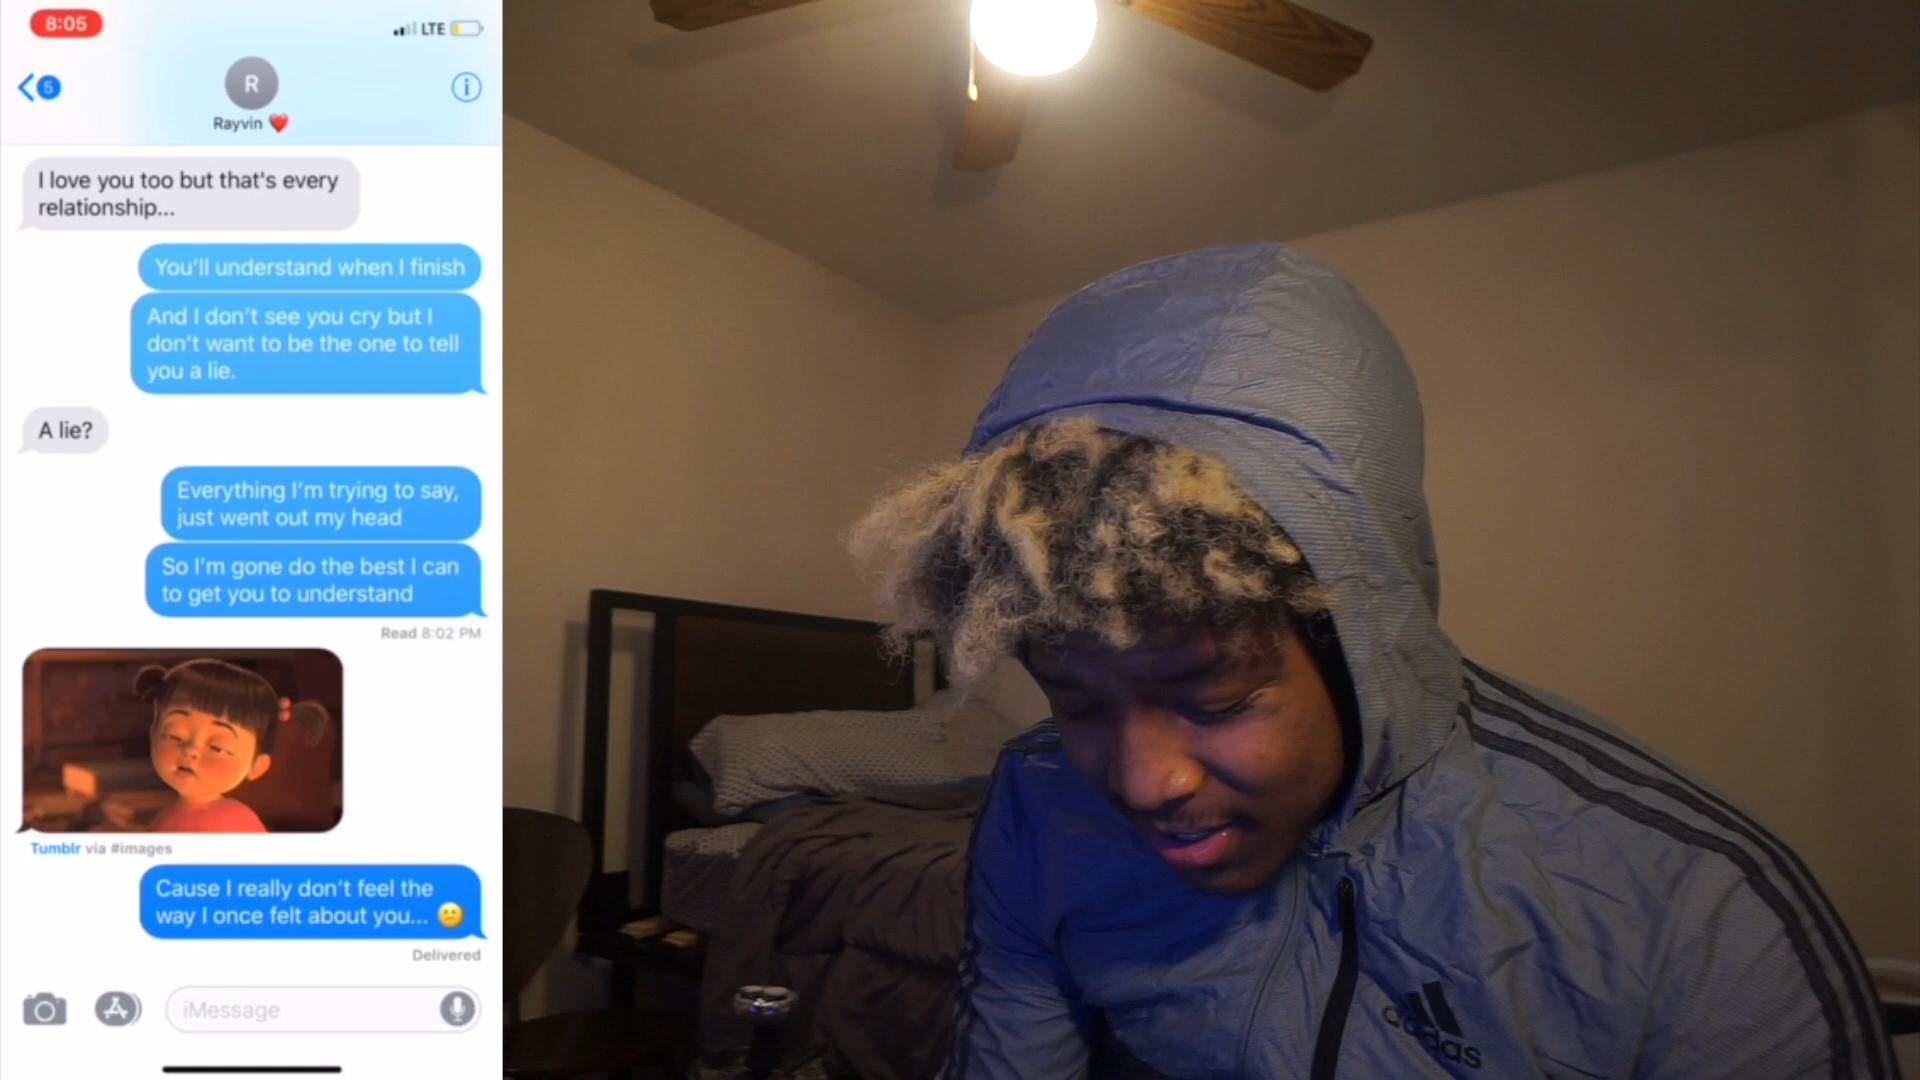 8:05
LTE
5
R
Rayvin ❤️
I love you too but that's every
relationship...
You'll understand when I finish
And I don't see you cry but I
don't want to be the one to tell
you a lie.
A lie?
Everything I'm trying to say,
just went out my head
So I'm gone do the best I can
to get you to understand
Read 8:02 PM
Tumblr via #images
Cause I really don't feel the
way I once felt about you... 😕
Delivered
iMessage
adidas